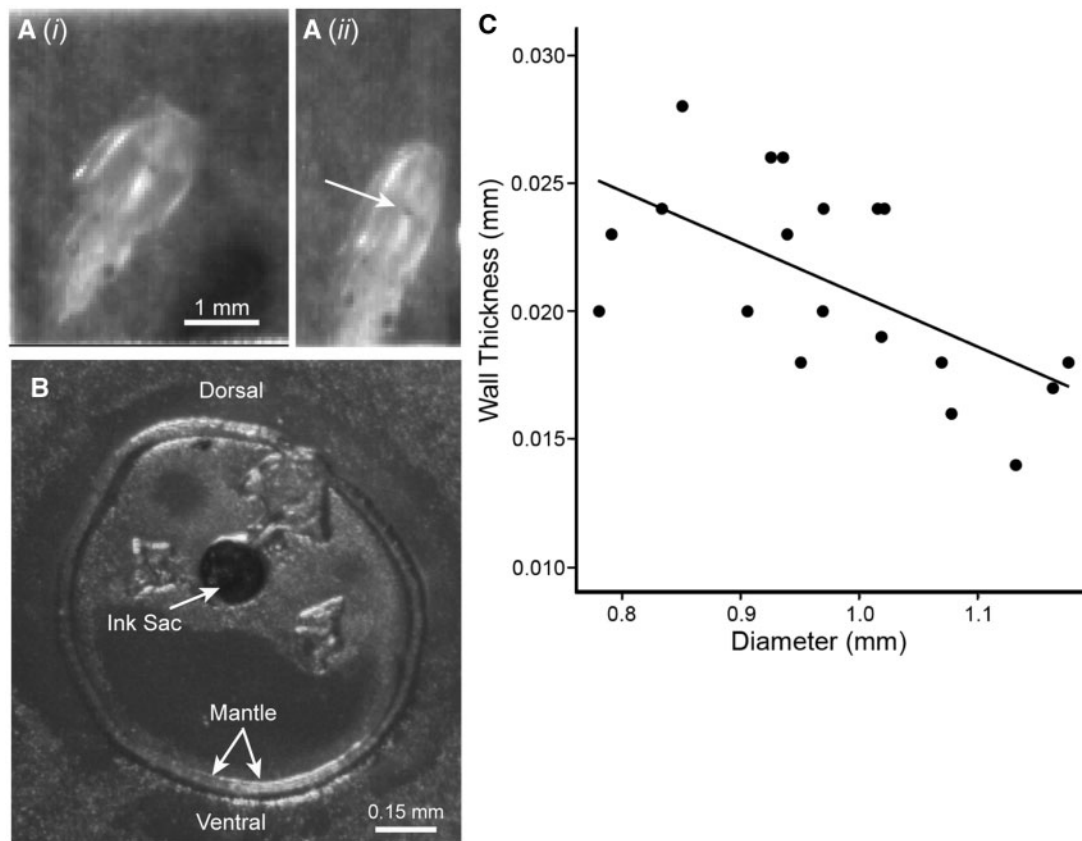 A (i)
A (ii)
1 mm
B
Dorsal
Ink Sac
Mantle
Ventral
0.15 mm
C
Wall Thickness (mm)
0.030
0.025
0.020
0.015
0.010
0.8
0.9
1.0
1.1
Diameter (mm)